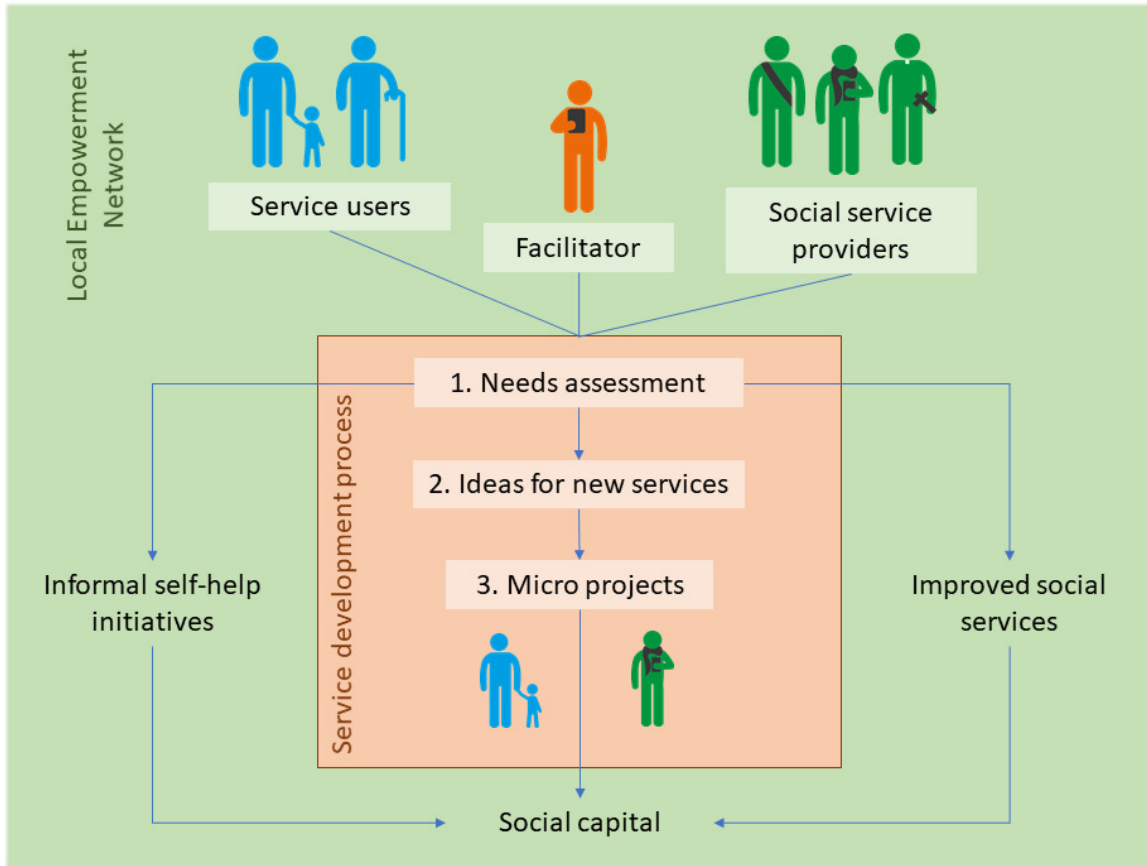 Local Empowerment
Network
Service users
Facilitator
Social service
providers
Service development process
1. Needs assessment
2. Ideas for new services
3. Micro projects
Informal self-help
initiatives
Improved social
services
Social capital